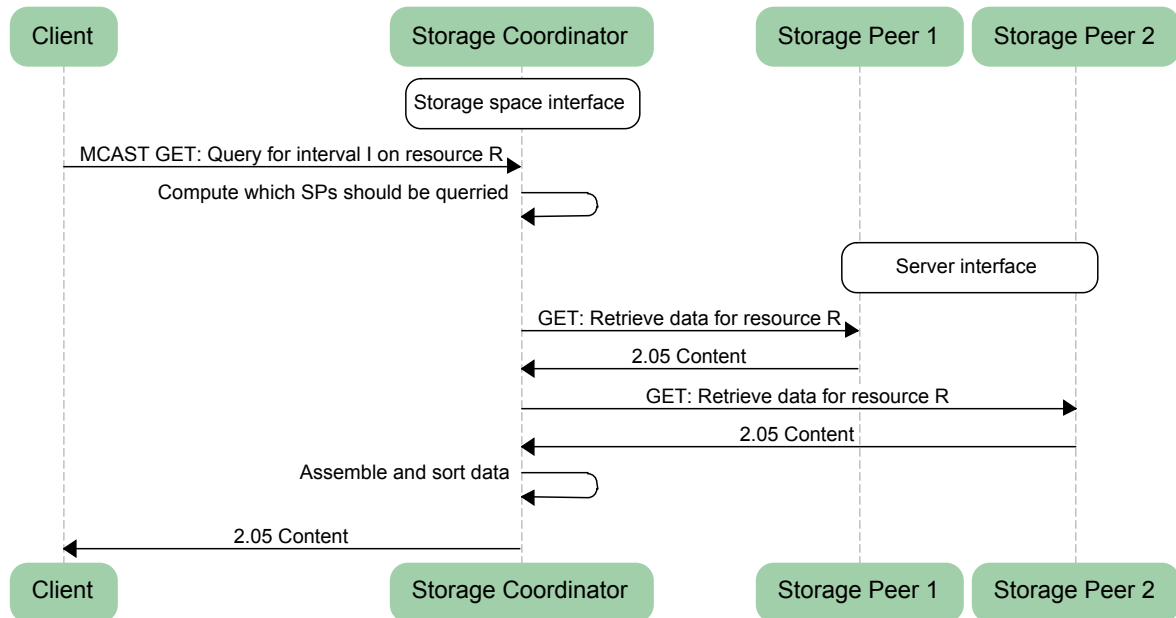 Client
Storage Coordinator
Storage Peer 1
Storage Peer 2
Storage space interface
MCAST GET: Query for interval I on resource R
Compute which SPs should be querried
Server interface
GET: Retrieve data for resource R
2.05 Content
GET: Retrieve data for resource R
2.05 Content
Assemble and sort data
2.05 Content
Client
Storage Coordinator
Storage Peer 1
Storage Peer 2